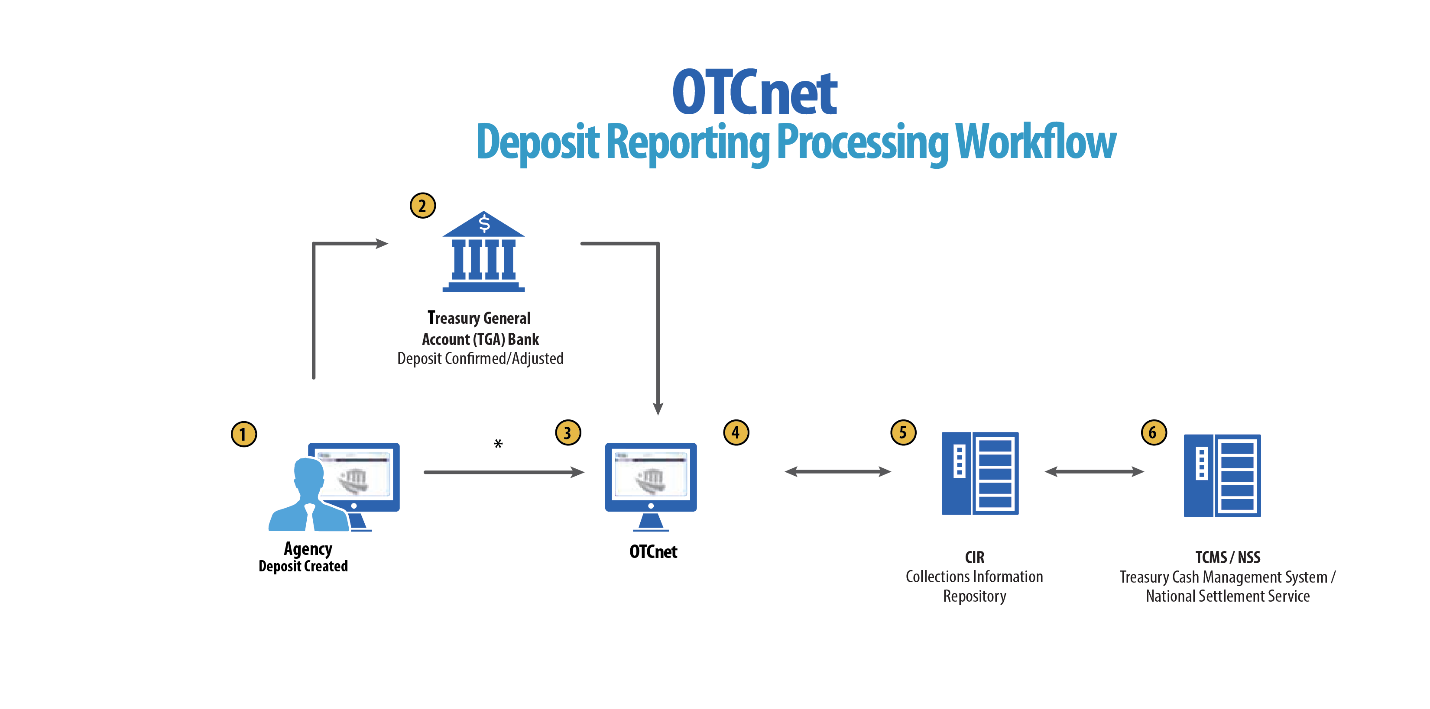 OTCnet
Deposit Reporting Processing Workflow
2
$
Treasury General
Account (TGA) Bank
Deposit Confirmed/Adjusted
1
*
3
4
5
6
Agency
Deposit Created
OTCnet
CIR
Collections Information
Repository
TCMS / NSS
Treasury Cash Management System /
National Settlement Service